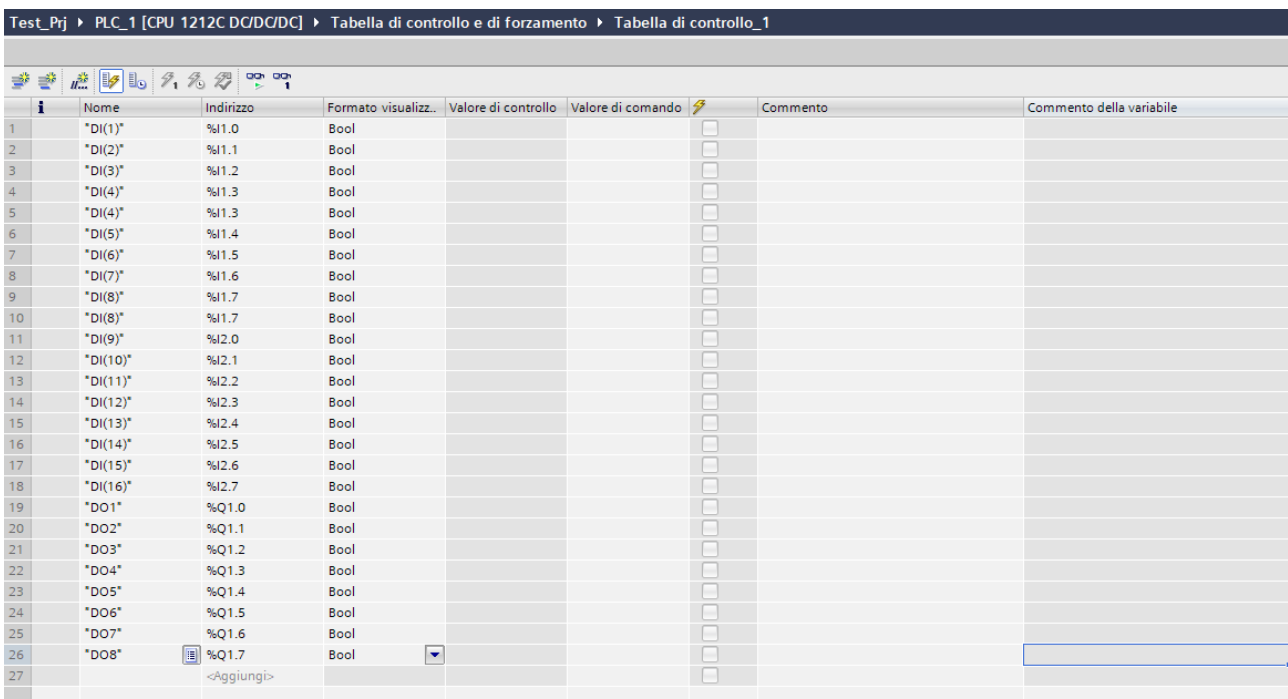 Test_Prj ▸ PLC_1 [CPU 1212C DC/DC/DC] ▸ Tabella di controllo e di forzamento ▸ Tabella di controllo_1
i Nome Indirizzo Formato visualizz.. Valore di controllo Valore di comando Commento Commento della variabile
1 "DI(1)" %I1.0 Bool
2 "DI(2)" %I1.1 Bool
3 "DI(3)" %I1.2 Bool
4 "DI(4)" %I1.3 Bool
5 "DI(4)" %I1.3 Bool
6 "DI(5)" %I1.4 Bool
7 "DI(6)" %I1.5 Bool
8 "DI(7)" %I1.6 Bool
9 "DI(8)" %I1.7 Bool
10 "DI(8)" %I1.7 Bool
11 "DI(9)" %I2.0 Bool
12 "DI(10)" %I2.1 Bool
13 "DI(11)" %I2.2 Bool
14 "DI(12)" %I2.3 Bool
15 "DI(13)" %I2.4 Bool
16 "DI(14)" %I2.5 Bool
17 "DI(15)" %I2.6 Bool
18 "DI(16)" %I2.7 Bool
19 "DO1" %Q1.0 Bool
20 "DO2" %Q1.1 Bool
21 "DO3" %Q1.2 Bool
22 "DO4" %Q1.3 Bool
23 "DO5" %Q1.4 Bool
24 "DO6" %Q1.5 Bool
25 "DO7" %Q1.6 Bool
26 "DO8" %Q1.7 Bool
27 <Aggiungi>